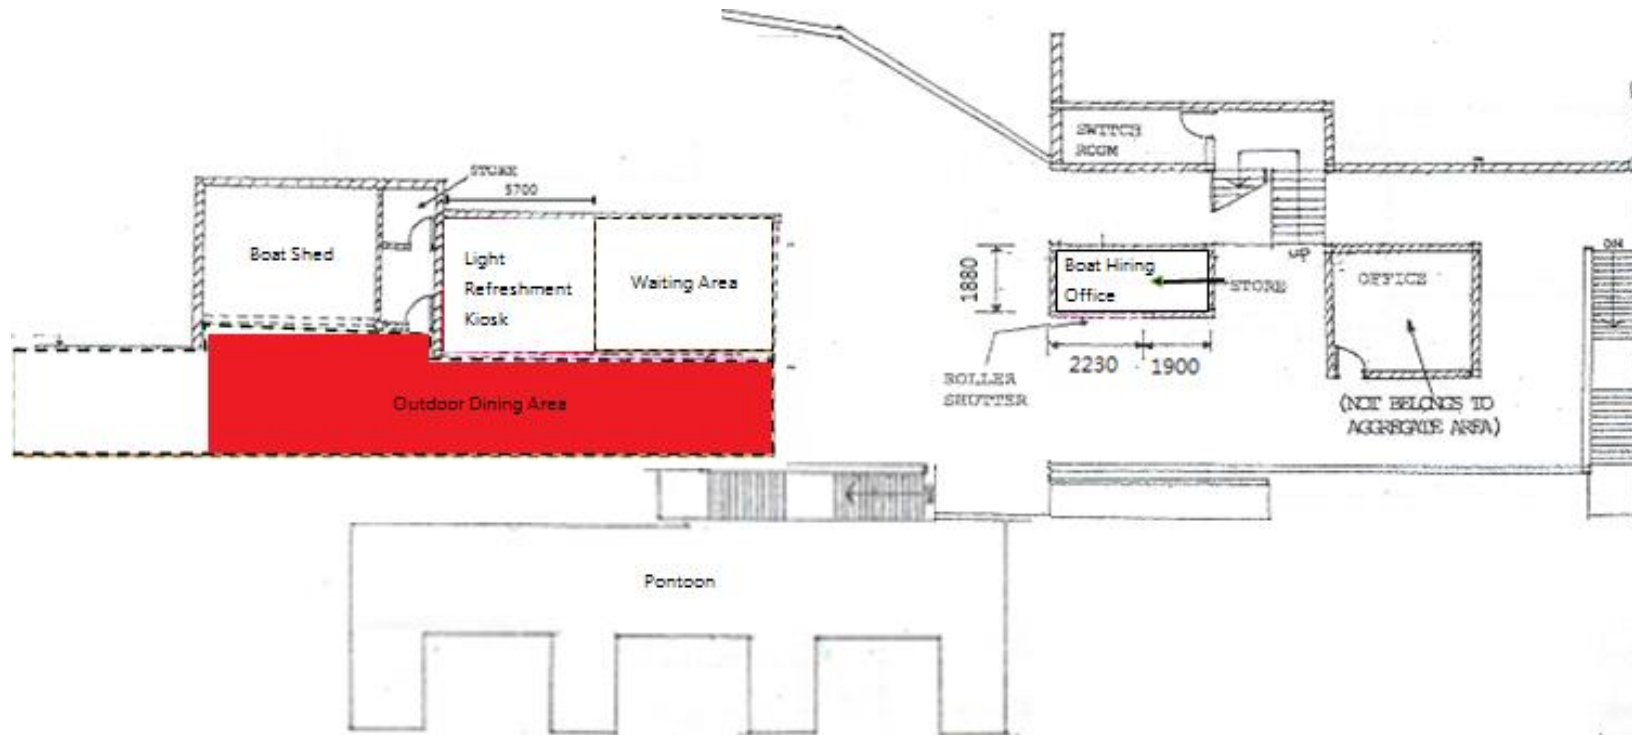 SWITCH
ROOM
STORE
5700
Boat Shed
Light
Refreshment
Kiosk
Waiting Area
1880
Boat Hiring
Office
STORE
UP
OFFICE
DN
2230
1900
ROLLER
SHUTTER
(NOT BELONGS TO
AGGREGATE AREA)
Outdoor Dining Area
Pontoon